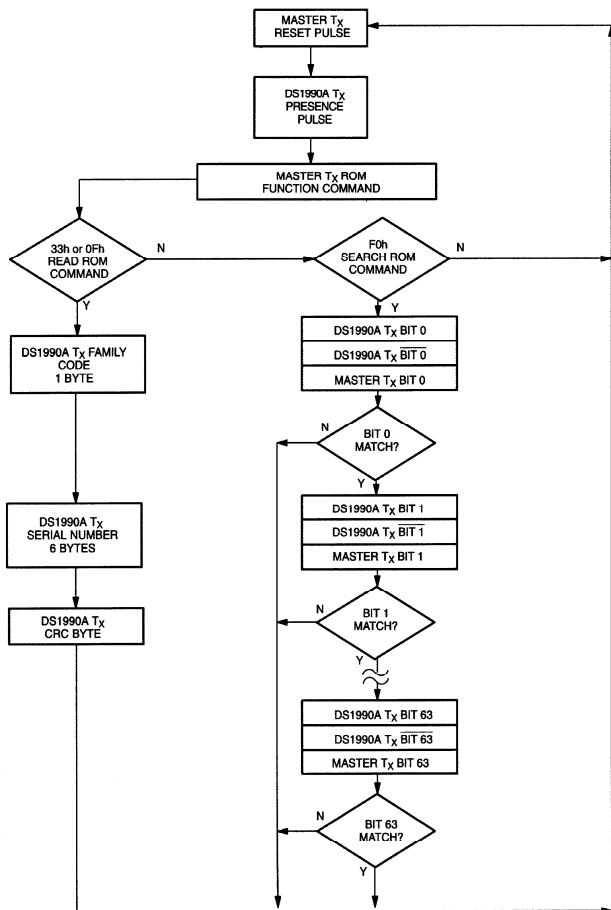 MASTER TX
RESET PULSE
DS1990A TX
PRESENCE
PULSE
MASTER TX ROM
FUNCTION COMMAND
33h or 0Fh
READ ROM
COMMAND
N
Y
F0h
SEARCH ROM
COMMAND
N
Y
DS1990A TX FAMILY
CODE
1 BYTE
DS1990A TX
SERIAL NUMBER
6 BYTES
DS1990A TX
CRC BYTE
DS1990A TX BIT 0
DS1990A TX BIT 0
MASTER TX BIT 0
BIT 0
MATCH?
N
Y
DS1990A TX BIT 1
DS1990A TX BIT 1
MASTER TX BIT 1
BIT 1
MATCH?
N
Y
DS1990A TX BIT 63
DS1990A TX BIT 63
MASTER TX BIT 63
BIT 63
MATCH?
N
Y